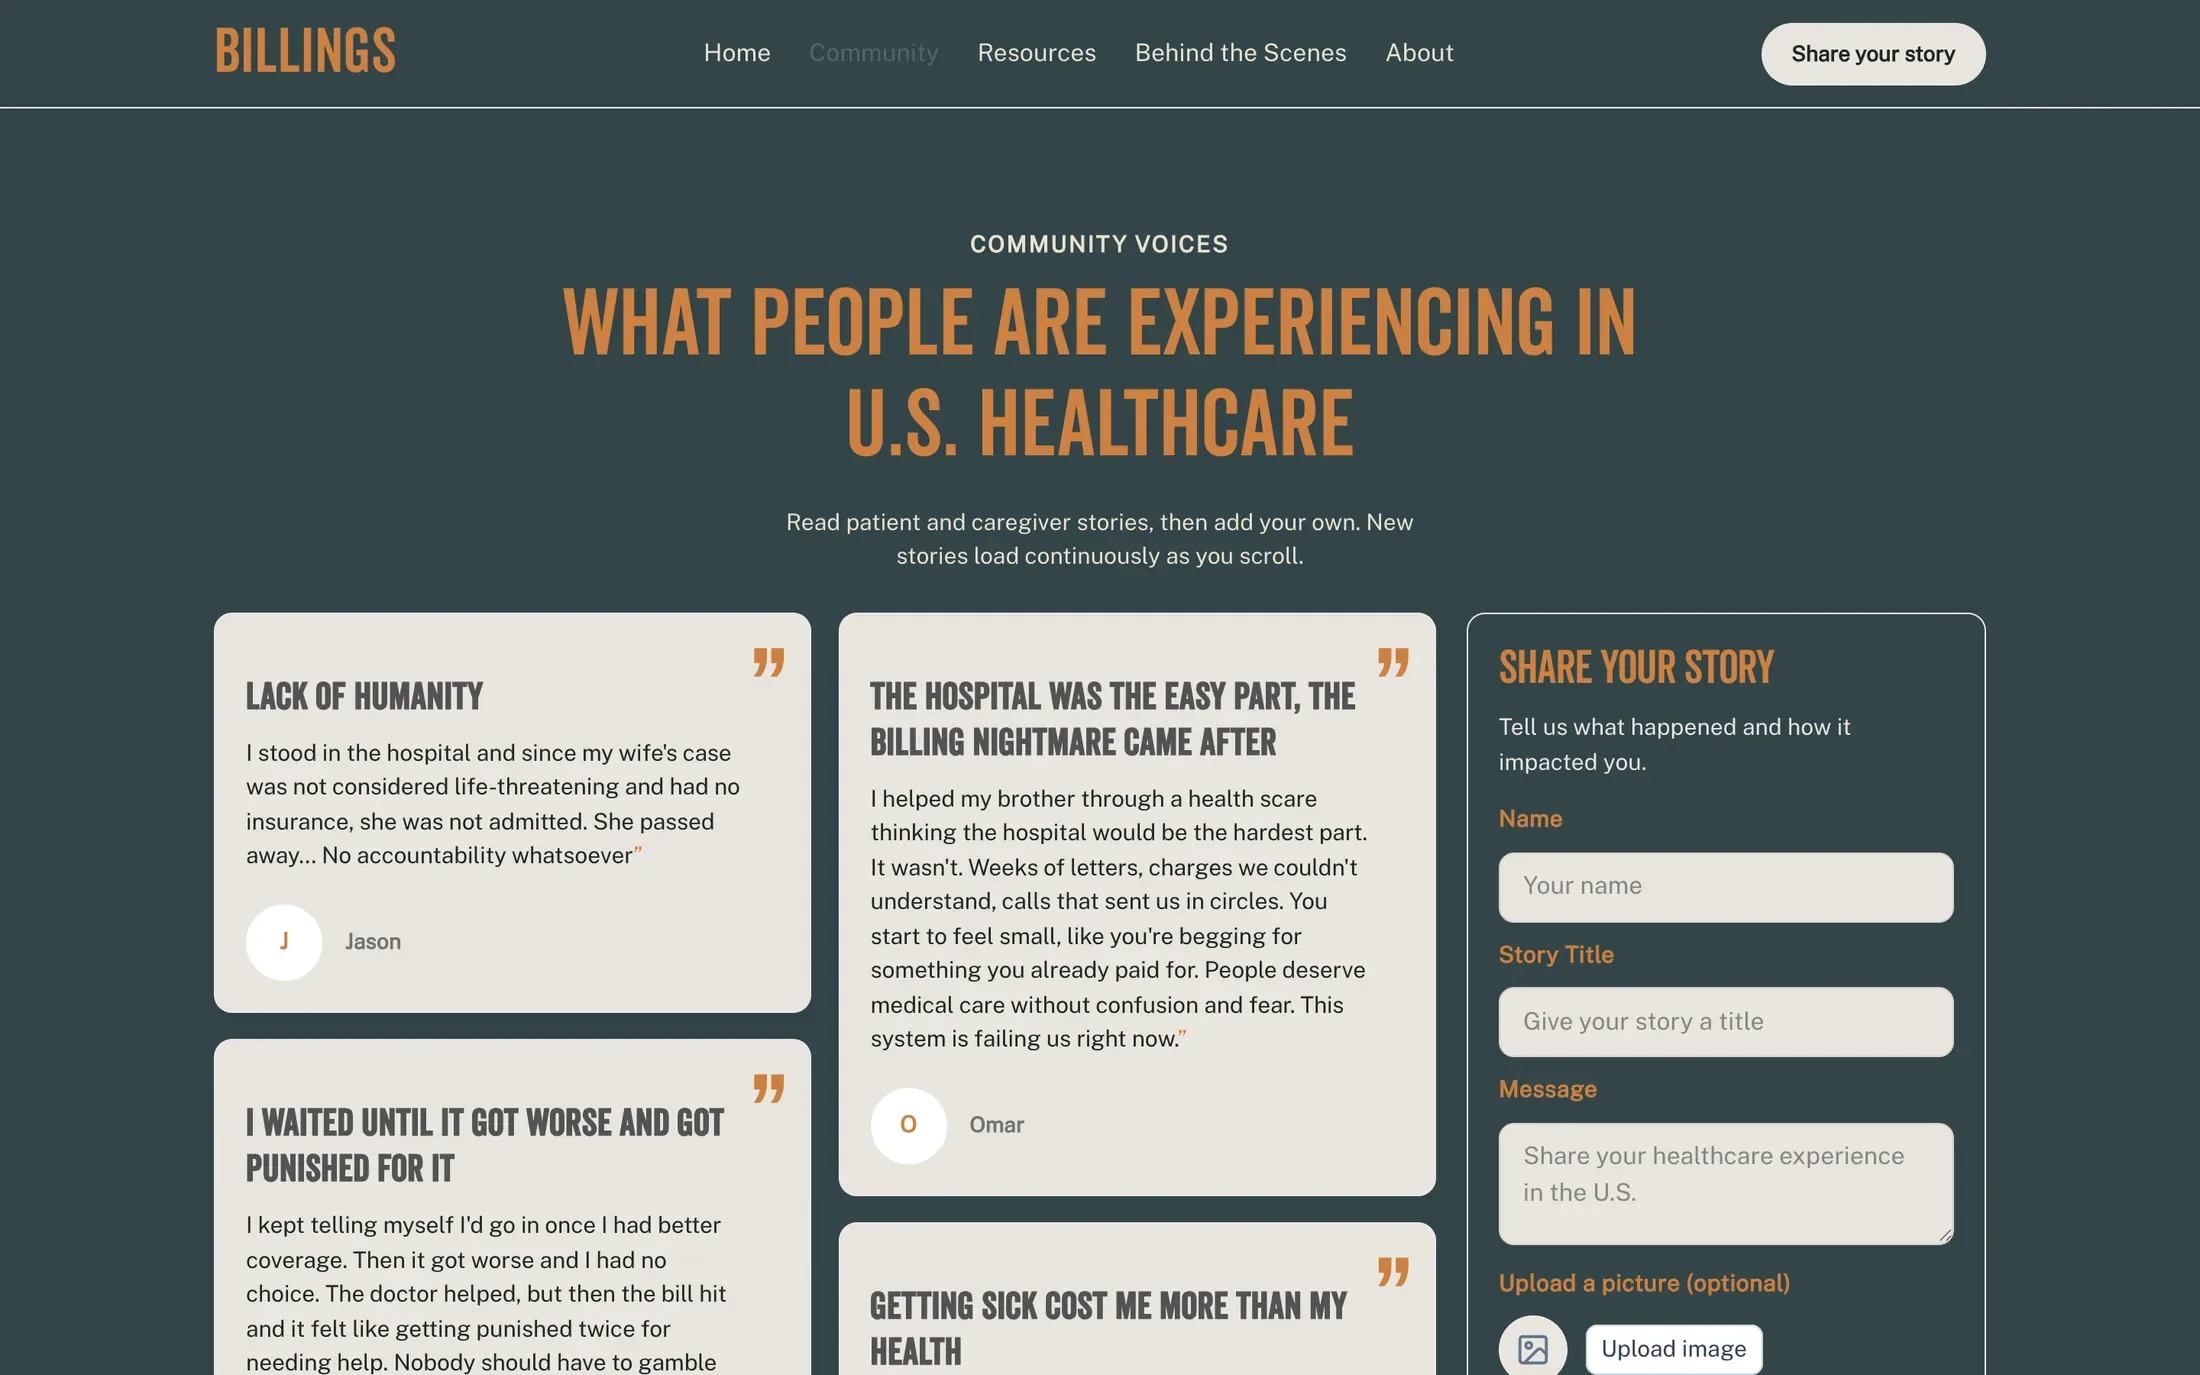 BILLINGS
Home
Community
Resources
Behind the Scenes
About
Share your story
COMMUNITY VOICES
WHAT PEOPLE ARE EXPERIENCING IN
U.S. HEALTHCARE
Read patient and caregiver stories, then add your own. New
stories load continuously as you scroll.
”
LACK OF HUMANITY
I stood in the hospital and since my wife's case
was not considered life-threatening and had no
insurance, she was not admitted. She passed
away... No accountability whatsoever”
J
Jason
”
I WAITED UNTIL IT GOT WORSE AND GOT
PUNISHED FOR IT
I kept telling myself I'd go in once I had better
coverage. Then it got worse and I had no
choice. The doctor helped, but then the bill hit
and it felt like getting punished twice for
needing help. Nobody should have to gamble
”
THE HOSPITAL WAS THE EASY PART, THE
BILLING NIGHTMARE CAME AFTER
I helped my brother through a health scare
thinking the hospital would be the hardest part.
It wasn't. Weeks of letters, charges we couldn't
understand, calls that sent us in circles. You
start to feel small, like you're begging for
something you already paid for. People deserve
medical care without confusion and fear. This
system is failing us right now.”
O
Omar
”
GETTING SICK COST ME MORE THAN MY
HEALTH
SHARE YOUR STORY
Tell us what happened and how it
impacted you.
Name
Your name
Story Title
Give your story a title
Message
Share your healthcare experience
in the U.S.
Upload a picture (optional)
Upload image